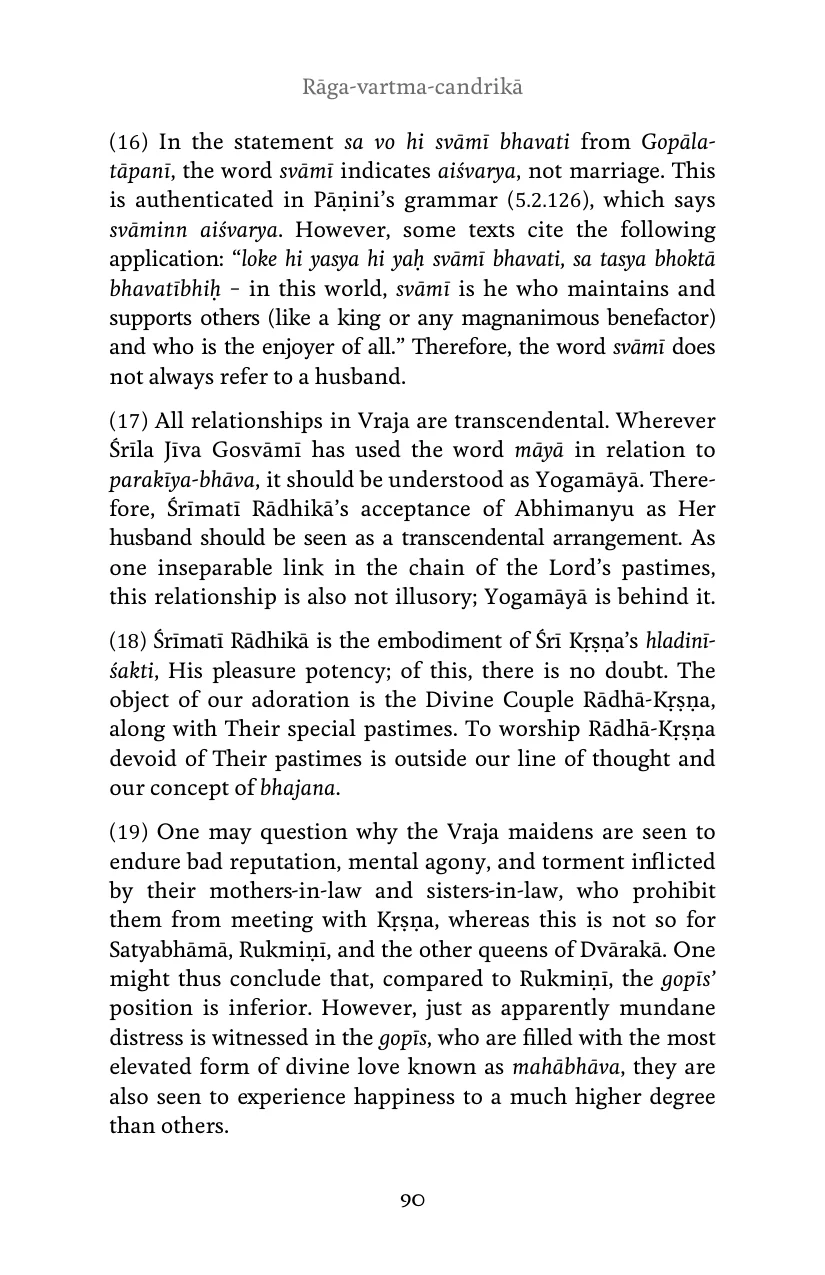 Rāga-vartma-candrikā
(16) In the statement sa vo hi svāmī bhavati from Gopāla-
tāpanī, the word svāmī indicates aiśvarya, not marriage. This
is authenticated in Pāṇini’s grammar (5.2.126), which says
svāminn aiśvarya. However, some texts cite the following
application: “loke hi yasya hi yaḥ svāmī bhavati, sa tasya bhoktā
bhavatībhiḥ – in this world, svāmī is he who maintains and
supports others (like a king or any magnanimous benefactor)
and who is the enjoyer of all.” Therefore, the word svāmī does
not always refer to a husband.
(17) All relationships in Vraja are transcendental. Wherever
Śrīla Jīva Gosvāmī has used the word māyā in relation to
parakīya-bhāva, it should be understood as Yogamāyā. There-
fore, Śrīmatī Rādhikā’s acceptance of Abhimanyu as Her
husband should be seen as a transcendental arrangement. As
one inseparable link in the chain of the Lord’s pastimes,
this relationship is also not illusory; Yogamāyā is behind it.
(18) Śrīmatī Rādhikā is the embodiment of Śrī Kṛṣṇa’s hladinī-
śakti, His pleasure potency; of this, there is no doubt. The
object of our adoration is the Divine Couple Rādhā-Kṛṣṇa,
along with Their special pastimes. To worship Rādhā-Kṛṣṇa
devoid of Their pastimes is outside our line of thought and
our concept of bhajana.
(19) One may question why the Vraja maidens are seen to
endure bad reputation, mental agony, and torment inflicted
by their mothers-in-law and sisters-in-law, who prohibit
them from meeting with Kṛṣṇa, whereas this is not so for
Satyabhāmā, Rukmiṇī, and the other queens of Dvārakā. One
might thus conclude that, compared to Rukmiṇī, the gopīs’
position is inferior. However, just as apparently mundane
distress is witnessed in the gopīs, who are filled with the most
elevated form of divine love known as mahābhāva, they are
also seen to experience happiness to a much higher degree
than others.
90